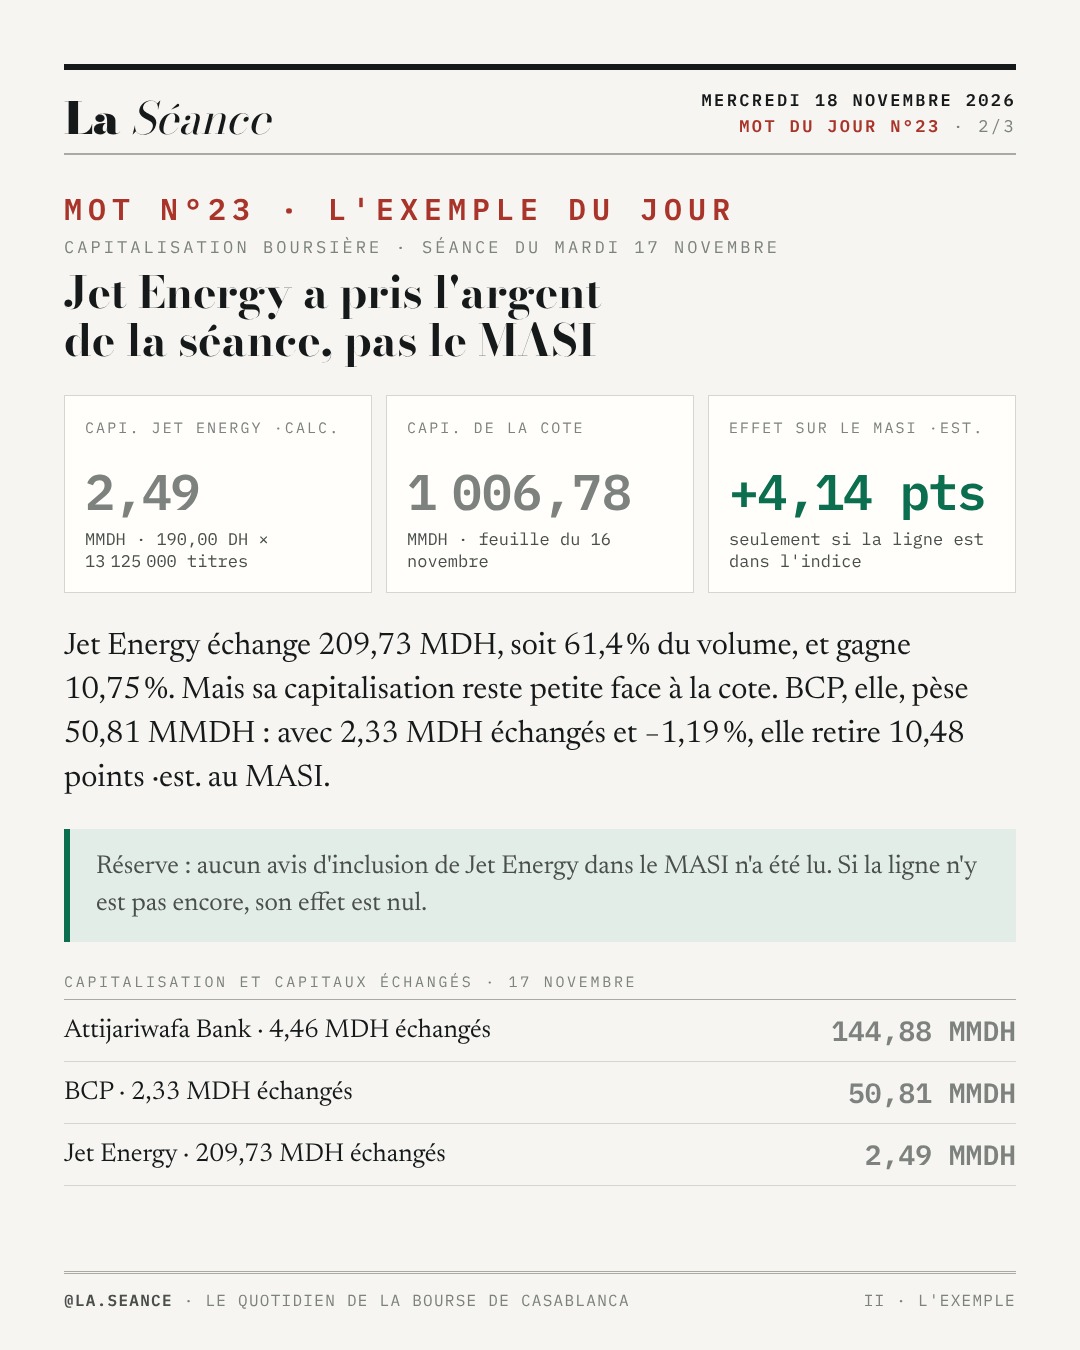 La Séance
MERCREDI 18 NOVEMBRE 2026
MOT DU JOUR N°23 · 2/3
MOT N°23 · L'EXEMPLE DU JOUR
CAPITALISATION BOURSIÈRE · SÉANCE DU MARDI 17 NOVEMBRE
Jet Energy a pris l'argent
de la séance, pas le MASI
CAPI. JET ENERGY ·CALC.
2,49
MMDH · 190,00 DH ×
13 125 000 titres
CAPI. DE LA COTE
1 006,78
MMDH · feuille du 16
novembre
EFFET SUR LE MASI ·EST.
+4,14 pts
seulement si la ligne est
dans l'indice
Jet Energy échange 209,73 MDH, soit 61,4 % du volume, et gagne
10,75 %. Mais sa capitalisation reste petite face à la cote. BCP, elle, pèse
50,81 MMDH : avec 2,33 MDH échangés et −1,19 %, elle retire 10,48
points ·est. au MASI.
Réserve : aucun avis d'inclusion de Jet Energy dans le MASI n'a été lu. Si la ligne n'y
est pas encore, son effet est nul.
CAPITALISATION ET CAPITAUX ÉCHANGÉS · 17 NOVEMBRE
Attijariwafa Bank · 4,46 MDH échangés 144,88 MMDH
BCP · 2,33 MDH échangés 50,81 MMDH
Jet Energy · 209,73 MDH échangés 2,49 MMDH
@LA.SEANCE · LE QUOTIDIEN DE LA BOURSE DE CASABLANCA
II · L'EXEMPLE